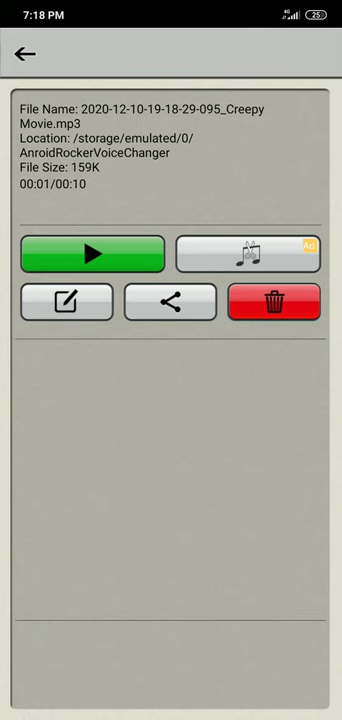 7:18 PM
4G
25
File Name: 2020-12-10-19-18-29-095_Creepy
Movie.mp3
Location: /storage/emulated/0/
AnroidRockerVoiceChanger
File Size: 159K
00:01/00:10
Ad